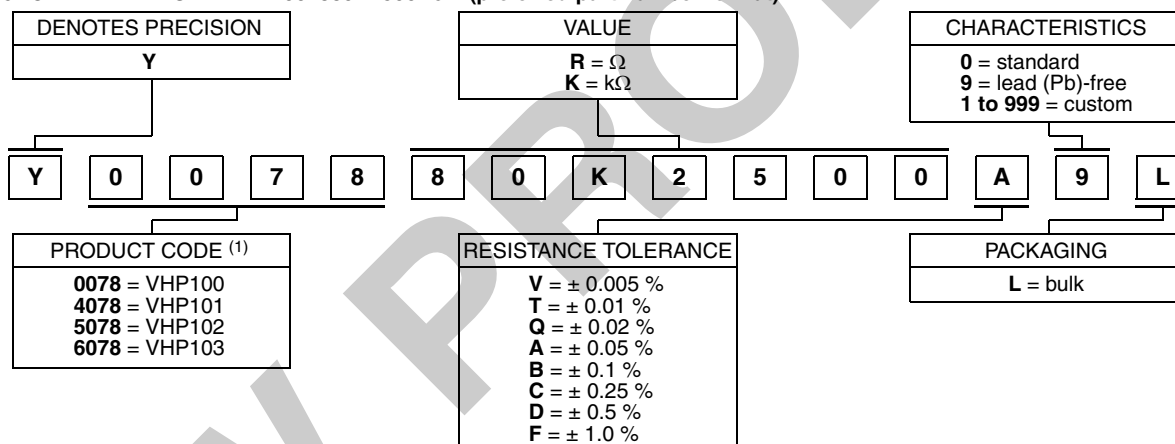 DENOTES PRECISION
Y
VALUE
R = Ω
K = kΩ
CHARACTERISTICS
0 = standard
9 = lead (Pb)-free
1 to 999 = custom
Y 0 0 7 8 8 0 K 2 5 0 0 A 9 L
PRODUCT CODE (1)
0078 = VHP100
4078 = VHP101
5078 = VHP102
6078 = VHP103
RESISTANCE TOLERANCE
V = ± 0.005 %
T = ± 0.01 %
Q = ± 0.02 %
A = ± 0.05 %
B = ± 0.1 %
C = ± 0.25 %
D = ± 0.5 %
F = ± 1.0 %
PACKAGING
L = bulk